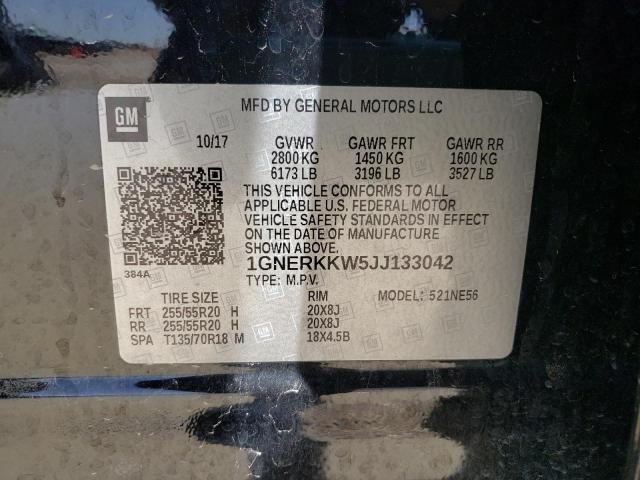 GM
MFD BY GENERAL MOTORS LLC
10/17 GVWR GAWR FRT GAWR RR
2800 KG 1450 KG 1600 KG
6173 LB 3196 LB 3527 LB
THIS VEHICLE CONFORMS TO ALL
APPLICABLE U.S. FEDERAL MOTOR
VEHICLE SAFETY STANDARDS IN EFFECT
ON THE DATE OF MANUFACTURE
SHOWN ABOVE.
384A
1GNERKKW5JJ133042
TYPE: M.P.V.
TIRE SIZE RIM MODEL: 521NE56
FRT 255/55R20 H 20X8J
RR 255/55R20 H 20X8J
SPA T135/70R18 M 18X4.5B